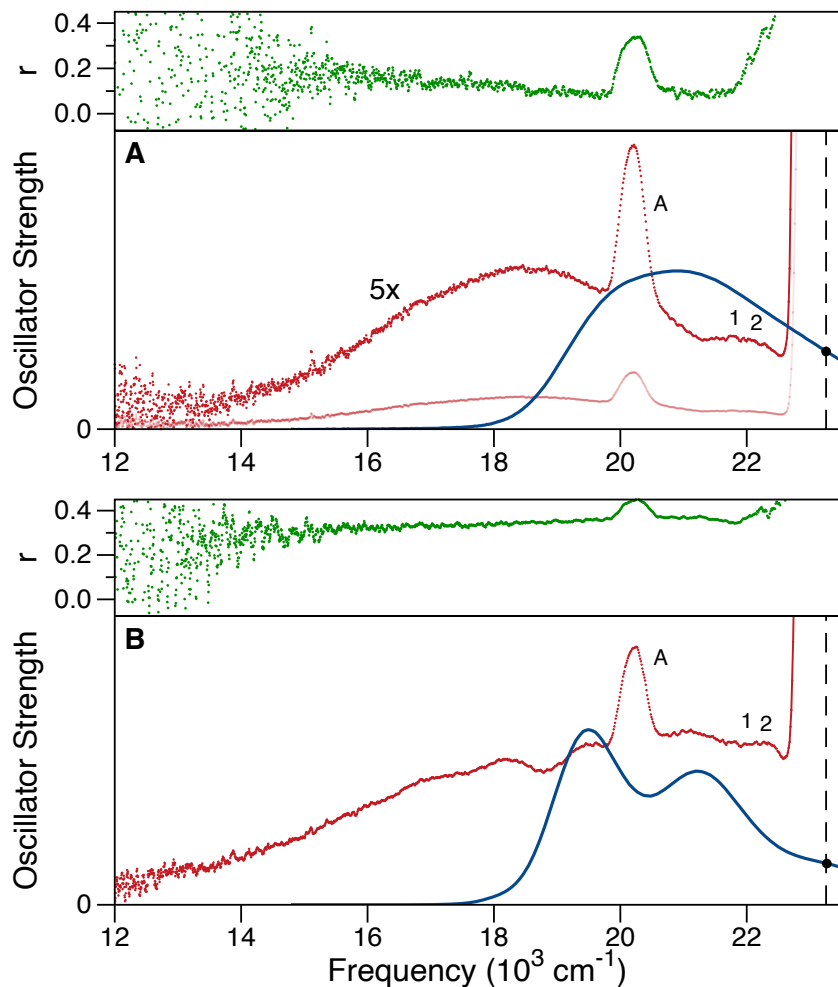 0.4
0.2
0.0
r
A
A
5x
1 2
Oscillator Strength
0
12 14 16 18 20 22
0.4
0.2
0.0
r
B
A
1 2
Oscillator Strength
0
12 14 16 18 20 22
Frequency (10³ cm⁻¹)